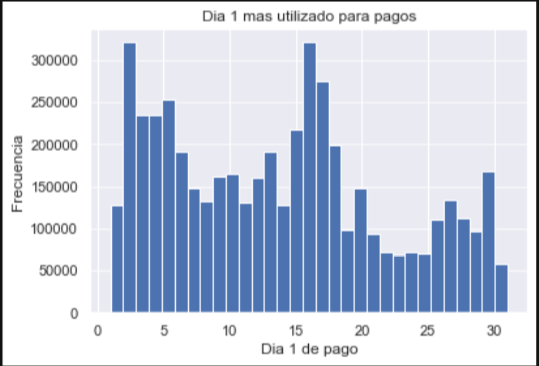 Dia 1 mas utilizado para pagos
300000
250000
200000
150000
100000
50000
0
Frecuencia
0 5 10 15 20 25 30
Dia 1 de pago